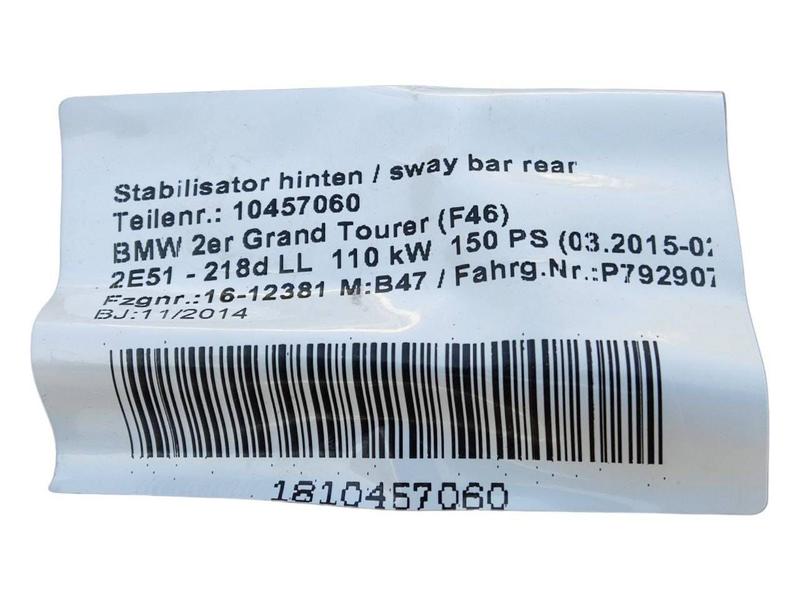 Stabilisator hinten / sway bar rear
Teilenr.: 10457060
BMW 2er Grand Tourer (F46)
2E51 - 218d LL 110 kW 150 PS (03.2015-02
Fzgnr.:16-12381 M:B47 / Fahrg.Nr.:P792907
BJ:11/2014
1810457060